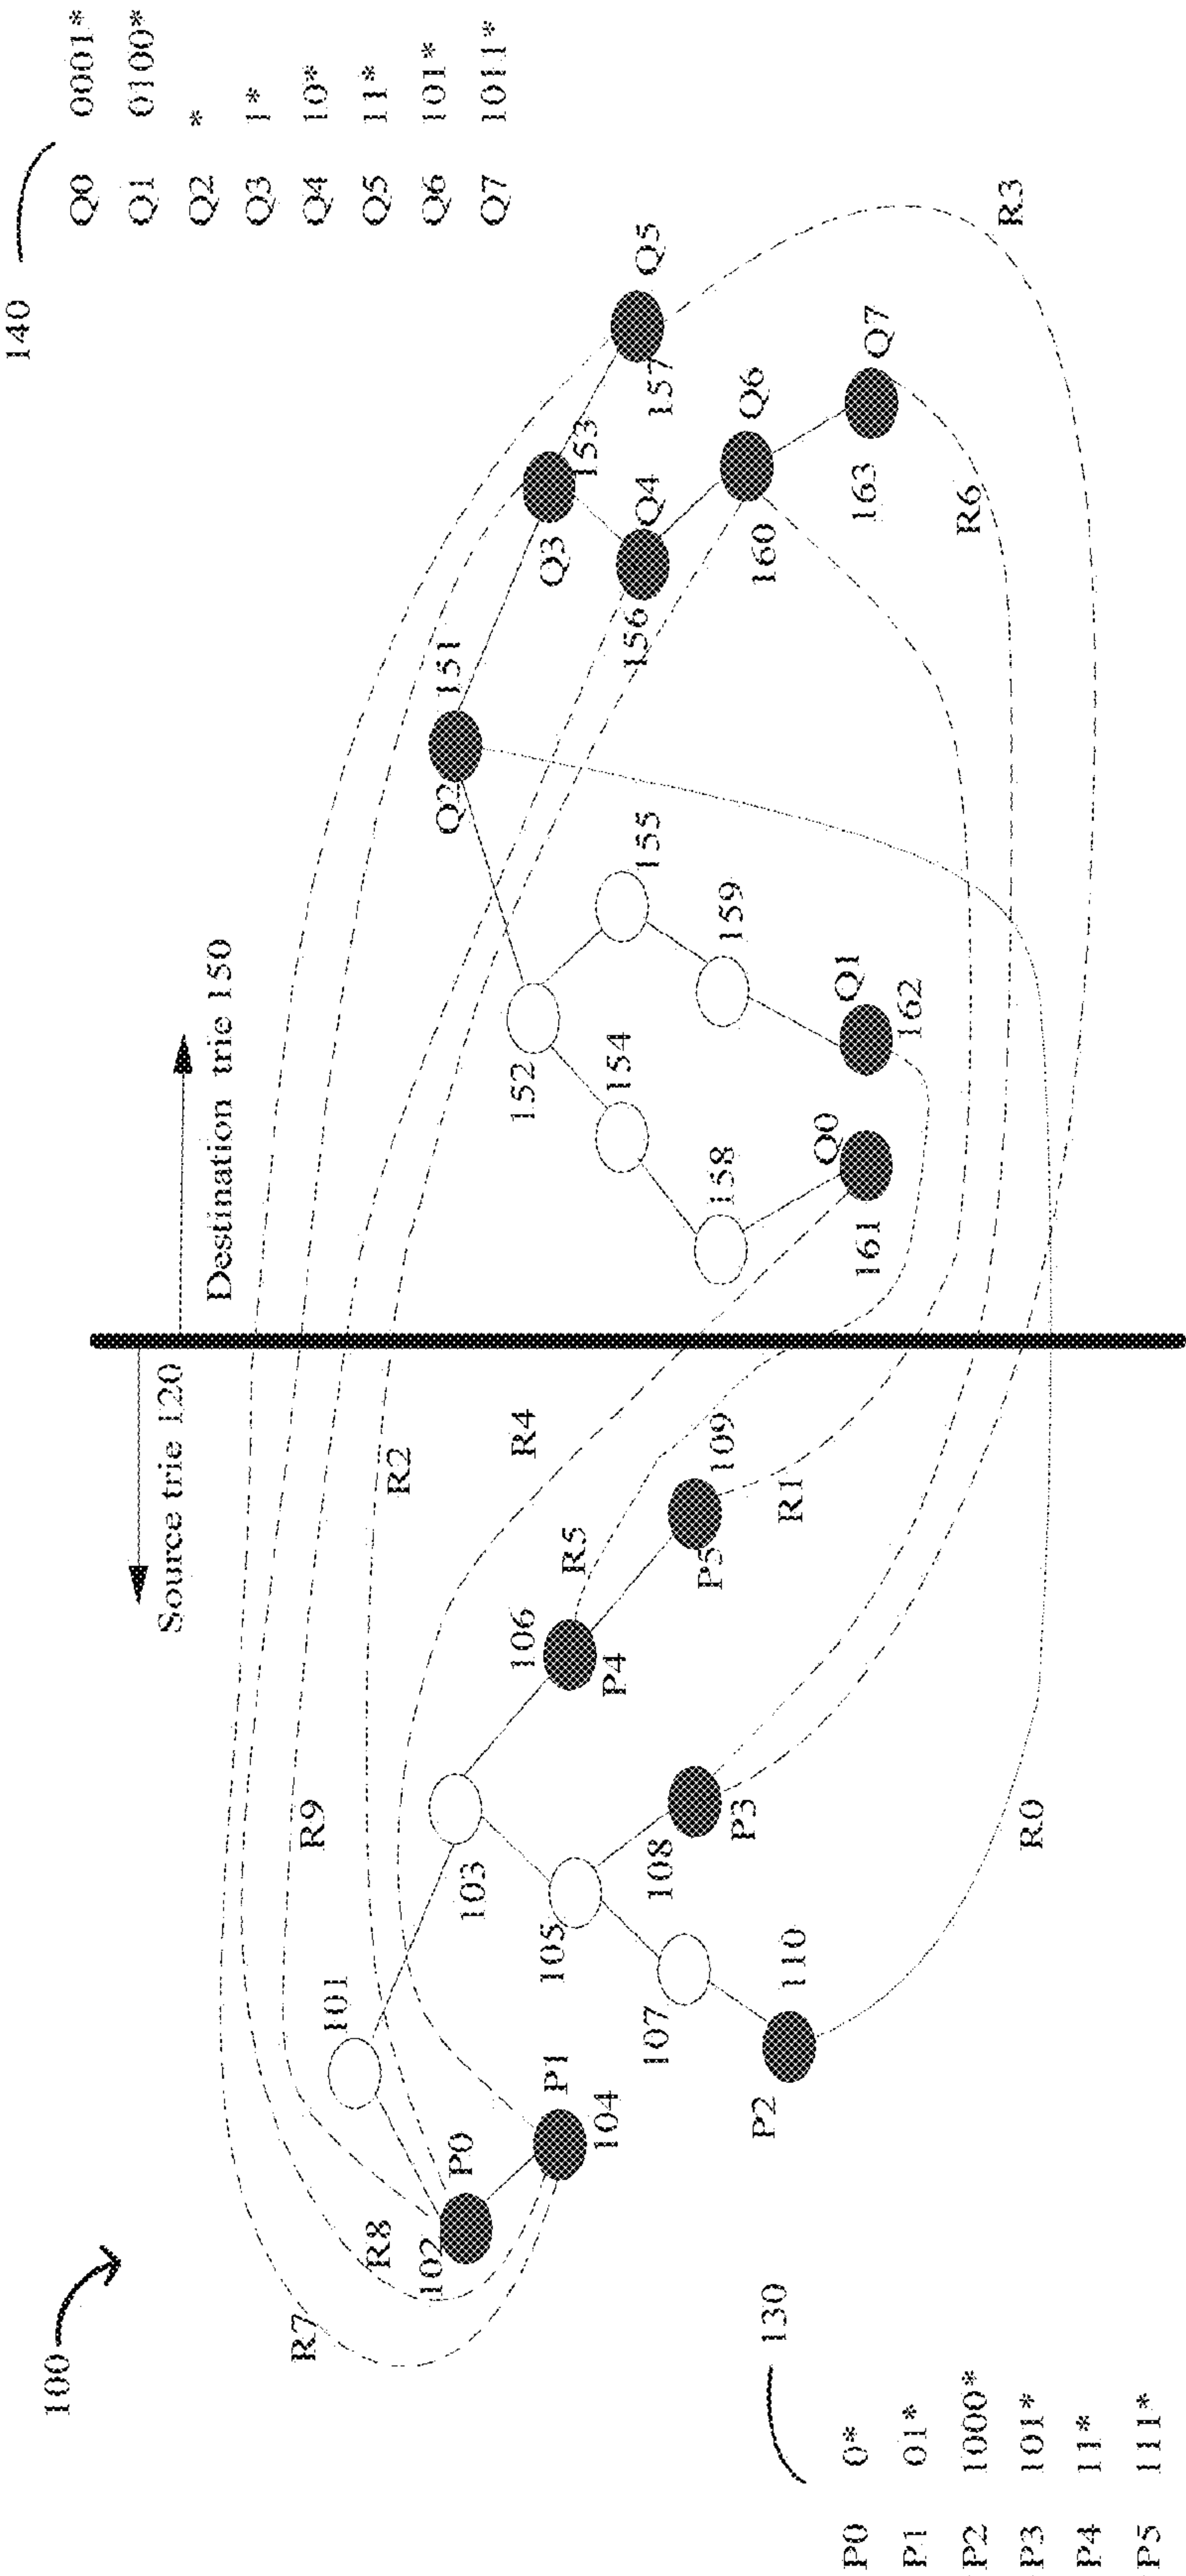 100
Source trie 120
Destination trie 150
140
Q0 0001*
Q1 0100*
Q2 *
Q3 1*
Q4 10*
Q5 11*
Q6 101*
Q7 1011*
R7
R8
R9
R2
R4
R5
R1
R0
R3
R6
101
102
P0
103
P1
104
105
106
P4
107
108
P3
109
P5
P2
110
151
Q2
152
153
Q3
154
155
156
Q4
157
Q5
158
159
160
Q6
161
Q0
Q1
162
163
Q7
130
P0 0*
P1 01*
P2 1000*
P3 101*
P4 11*
P5 111*